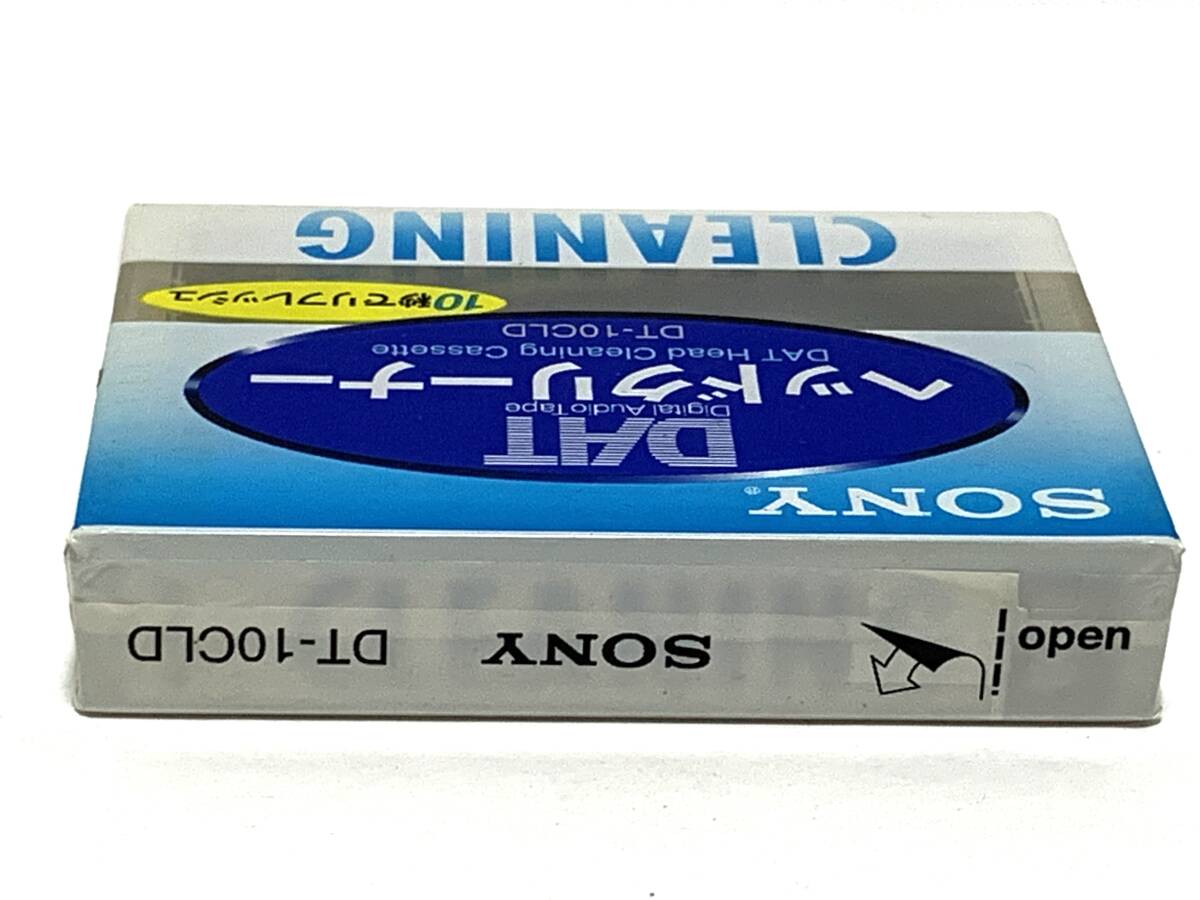 SONY®
DAT
Digital Audio Tape
ヘッドクリーナー
DAT Head Cleaning Cassette
DT-10CLD
10秒でリフレッシュ
CLEANING
open
SONY
DT-10CLD